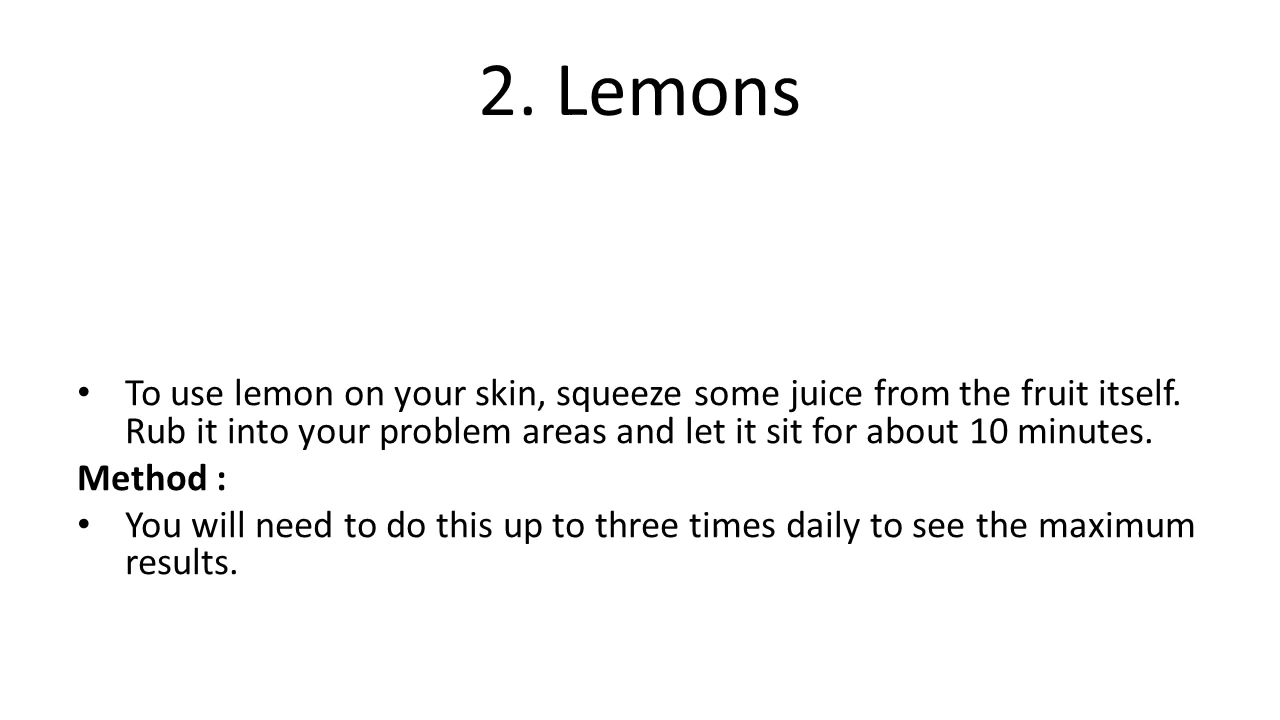 2. Lemons
• To use lemon on your skin, squeeze some juice from the fruit itself.
Rub it into your problem areas and let it sit for about 10 minutes.
Method :
• You will need to do this up to three times daily to see the maximum
results.